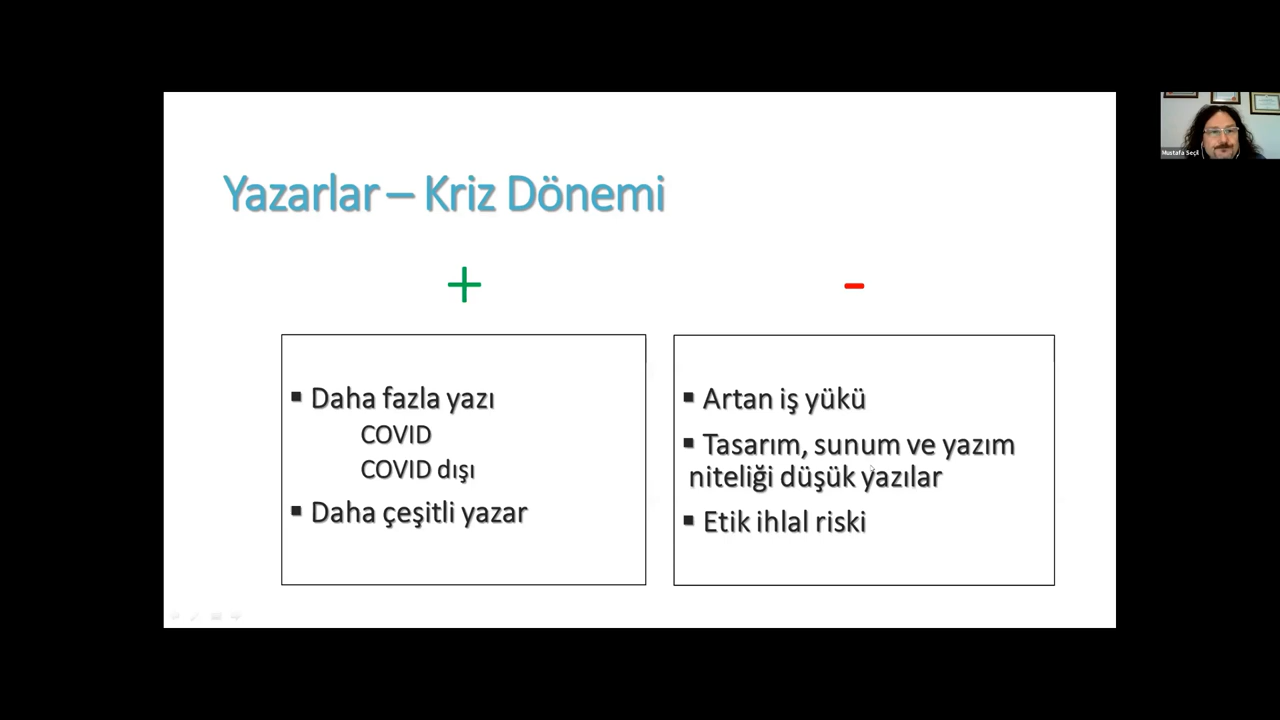 Yazarlar – Kriz Dönemi
+
-
▪ Daha fazla yazı
COVID
COVID dışı
▪ Daha çeşitli yazar
▪ Artan iş yükü
▪ Tasarım, sunum ve yazım
niteliği düşük yazılar
▪ Etik ihlal riski
Mustafa Seçil